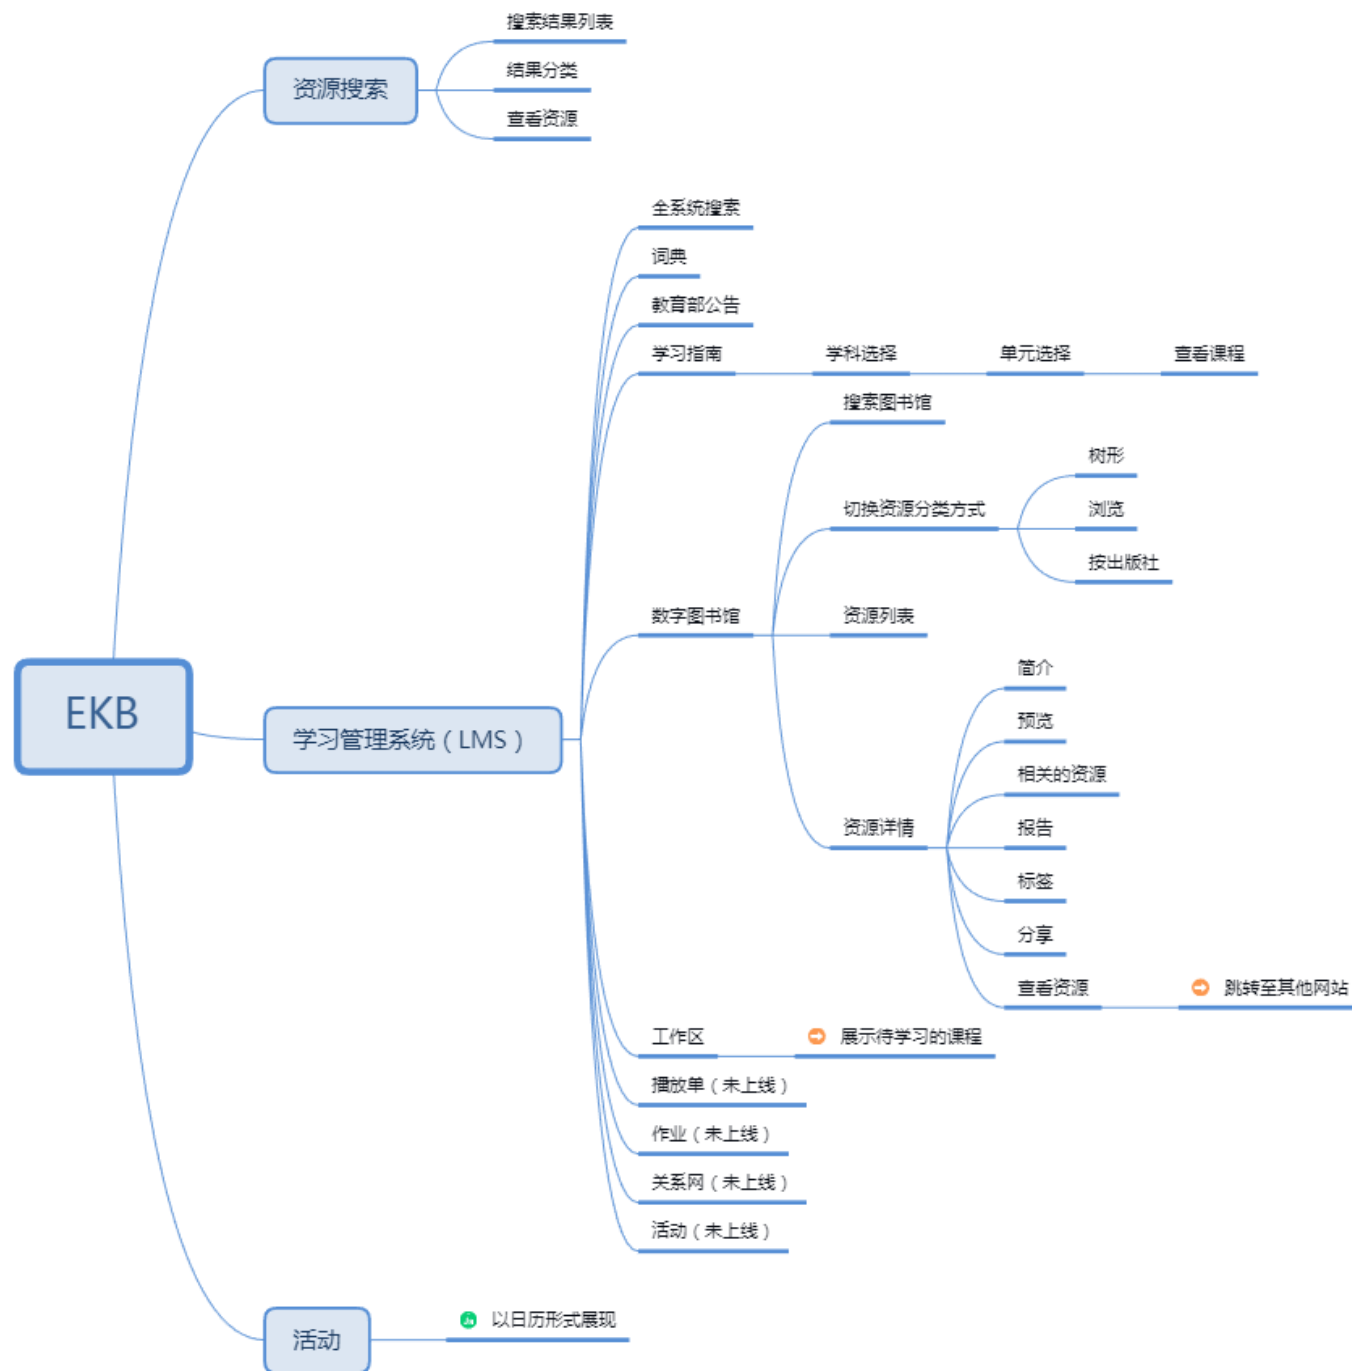 搜索结果列表
资源搜索
结果分类
查看资源
全系统搜索
词典
教育部公告
学习指南
学科选择
单元选择
查看课程
搜索图书馆
树形
切换资源分类方式
浏览
按出版社
数字图书馆
资源列表
简介
EKB
预览
学习管理系统（LMS）
相关的资源
资源详情
报告
标签
分享
查看资源
跳转至其他网站
工作区
展示待学习的课程
播放单（未上线）
作业（未上线）
关系网（未上线）
活动（未上线）
活动
以日历形式展现